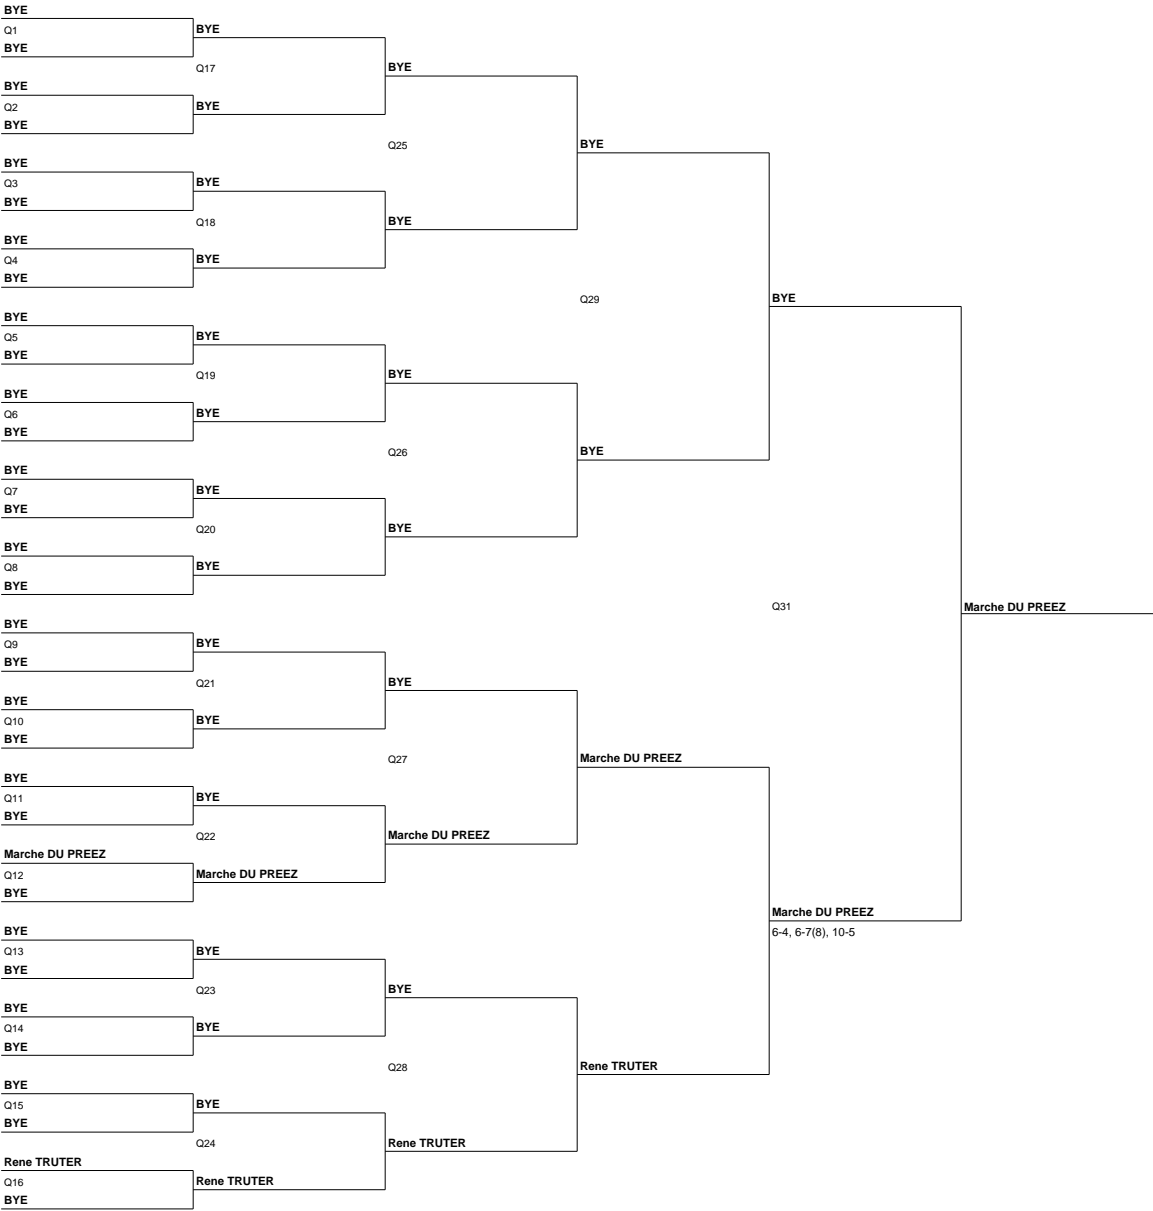 BYE
Q1
BYE
BYE
Q17
BYE
BYE
Q2
BYE
BYE
Q25
BYE
BYE
Q3
BYE
BYE
Q18
BYE
BYE
Q4
BYE
BYE
Q29
BYE
BYE
Q5
BYE
BYE
Q19
BYE
BYE
Q6
BYE
BYE
Q26
BYE
BYE
Q7
BYE
BYE
Q20
BYE
BYE
Q8
BYE
BYE
Q31
Marche DU PREEZ
BYE
Q9
BYE
BYE
Q21
BYE
BYE
Q10
BYE
BYE
Q27
Marche DU PREEZ
BYE
Q11
BYE
BYE
Q22
Marche DU PREEZ
Marche DU PREEZ
Q12
Marche DU PREEZ
BYE
Marche DU PREEZ
6-4, 6-7(8), 10-5
BYE
Q13
BYE
BYE
Q23
BYE
BYE
Q14
BYE
BYE
Q28
Rene TRUTER
BYE
Q15
BYE
BYE
Q24
Rene TRUTER
Rene TRUTER
Q16
Rene TRUTER
BYE